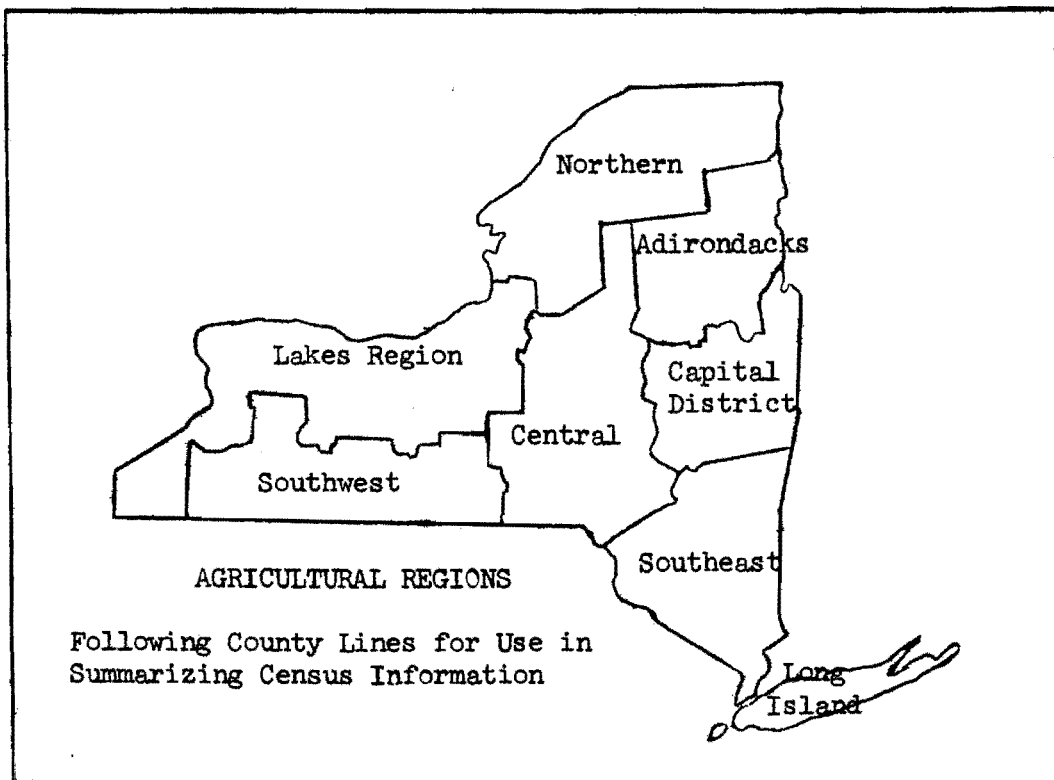 Northern
Adirondacks
Lakes Region
Capital
District
Central
Southwest
Southeast
AGRICULTURAL REGIONS
Following County Lines for Use in
Summarizing Census Information
Long
Island